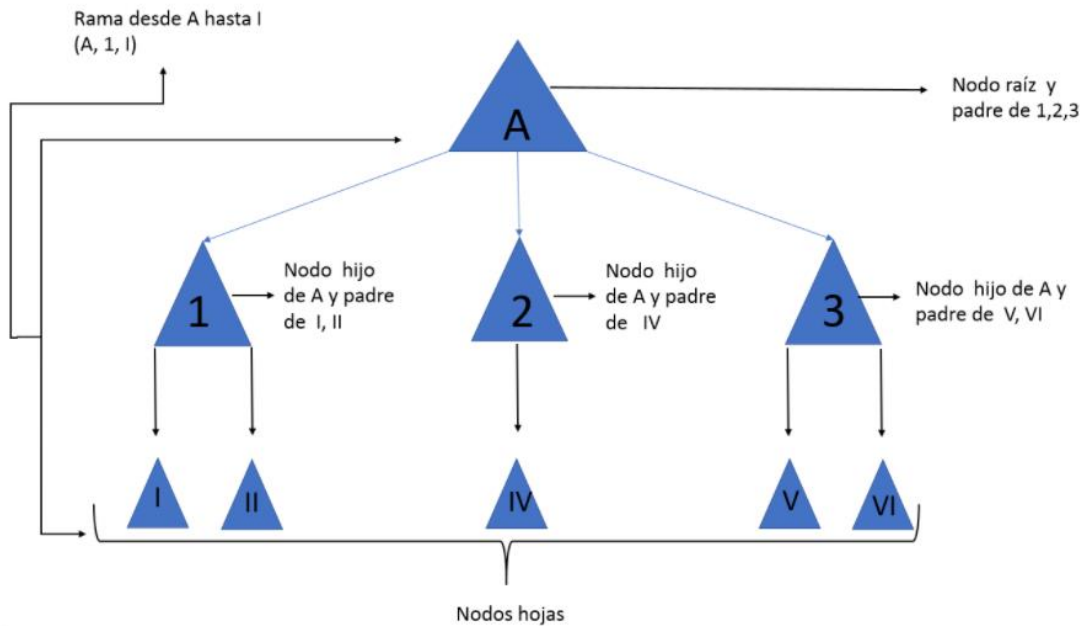 Rama desde A hasta I
(A, 1, I)
A
Nodo raíz y
padre de 1,2,3
1
Nodo hijo
de A y padre
de I, II
2
Nodo hijo
de A y padre
de IV
3
Nodo hijo de A y
padre de V, VI
I
II
IV
V
VI
Nodos hojas